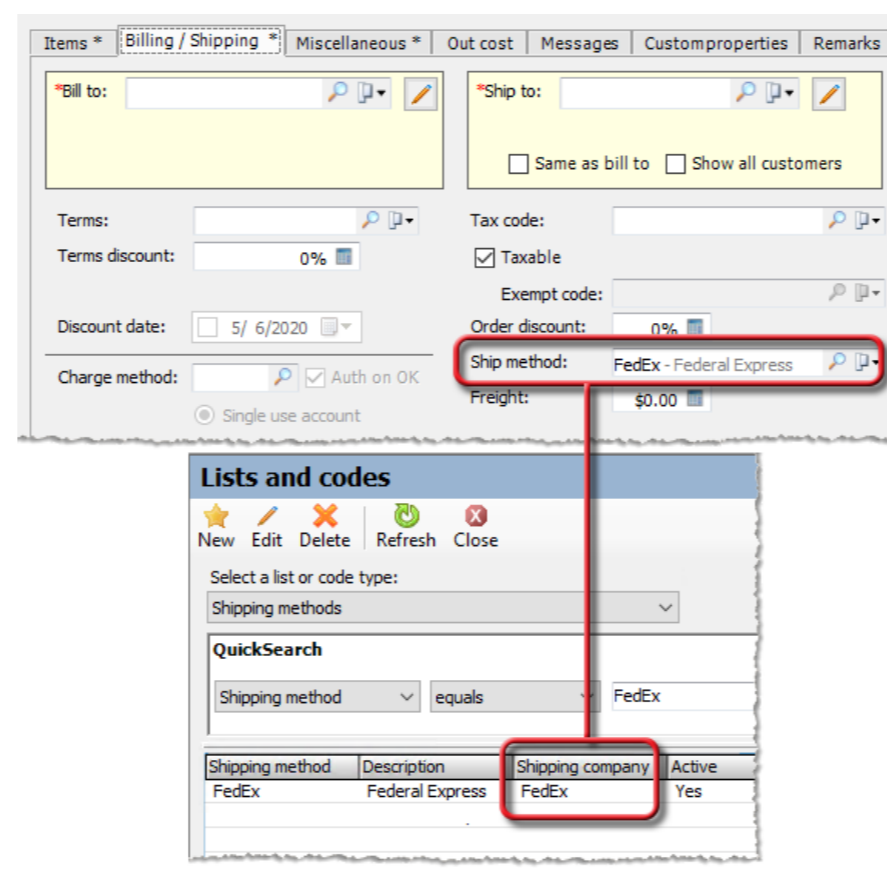 Items * Billing / Shipping * Miscellaneous * Out cost Messages Custom properties Remarks
*Bill to: *Ship to:
Same as bill to Show all customers
Terms: Tax code:
Terms discount: 0% Taxable
Exempt code:
Discount date: 5/ 6/2020 Order discount: 0%
Ship method: FedEx - Federal Express
Charge method: Auth on OK
Freight: $0.00
Single use account
Lists and codes
New Edit Delete Refresh Close
Select a list or code type:
Shipping methods
QuickSearch
Shipping method equals FedEx
Shipping method Description Shipping company Active
FedEx Federal Express FedEx Yes